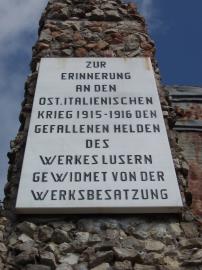 ZUR
ERINNERUNG
AN DEN
OST.ITALIENISCHEN
KRIEG 1915-1916 DEN
GEFALLENEN HELDEN
DES
WERKES LUSERN
GEWIDMET VON DER
WERKSBESATZUNG